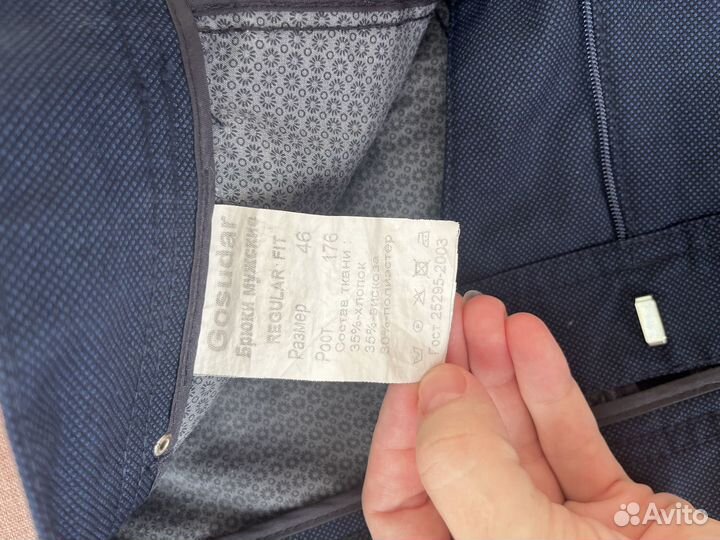 Gosudar
Брюки мужские
REGULAR FIT
Размер 46
Рост 176
Состав ткани:
35%-хлопок
35%-вискоза
30%-полиэстер
Гост 25295-2003
Avito